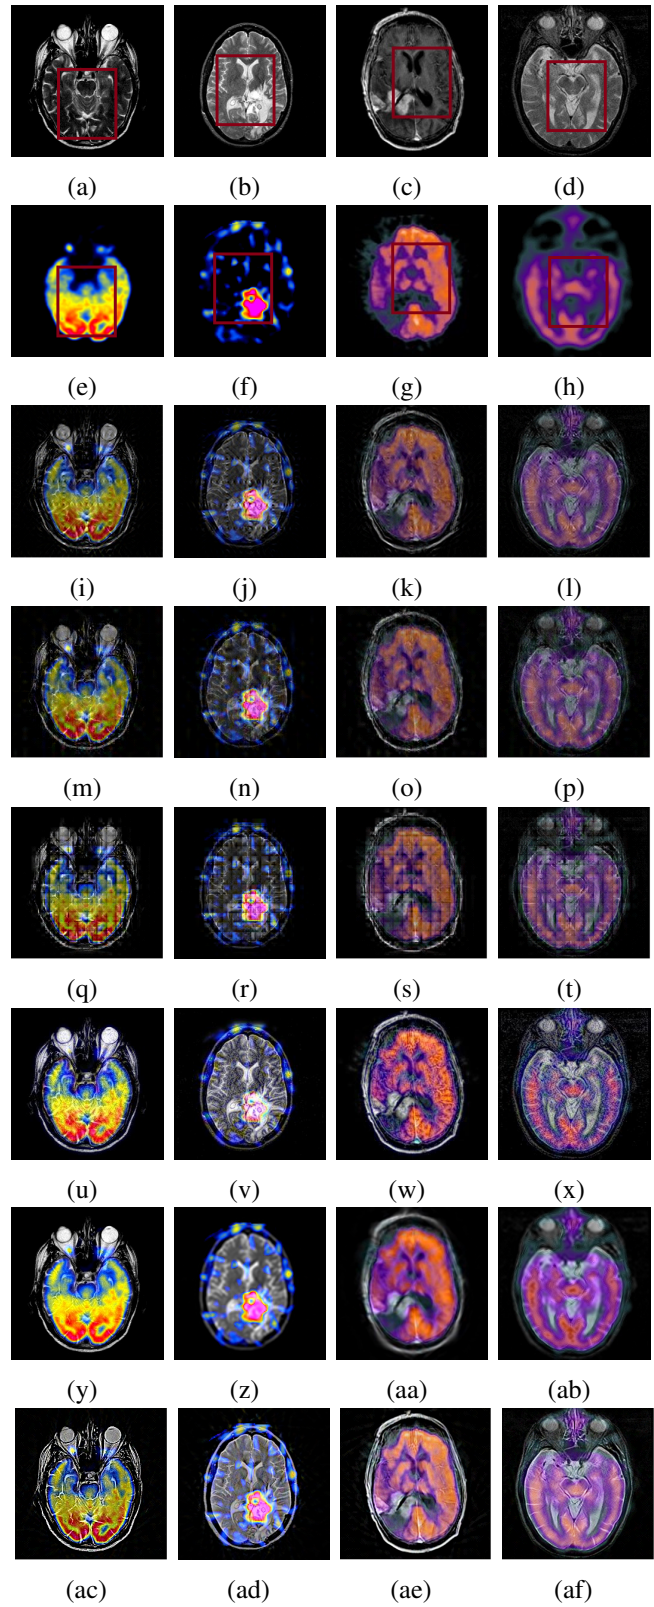 (a) (b) (c) (d)
(e) (f) (g) (h)
(i) (j) (k) (l)
(m) (n) (o) (p)
(q) (r) (s) (t)
(u) (v) (w) (x)
(y) (z) (aa) (ab)
(ac) (ad) (ae) (af)